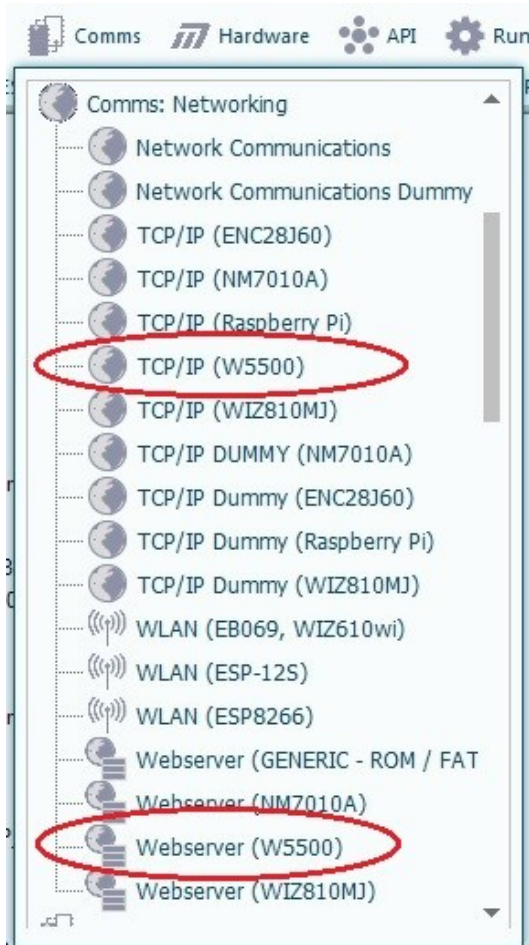 Comms Hardware API Run
Comms: Networking
Network Communications
Network Communications Dummy
TCP/IP (ENC28J60)
TCP/IP (NM7010A)
TCP/IP (Raspberry Pi)
TCP/IP (W5500)
TCP/IP (WIZ810MJ)
TCP/IP DUMMY (NM7010A)
TCP/IP Dummy (ENC28J60)
TCP/IP Dummy (Raspberry Pi)
TCP/IP Dummy (WIZ810MJ)
WLAN (EB069, WIZ610wi)
WLAN (ESP-12S)
WLAN (ESP8266)
Webserver (GENERIC - ROM / FAT
Webserver (NM7010A)
Webserver (W5500)
Webserver (WIZ810MJ)